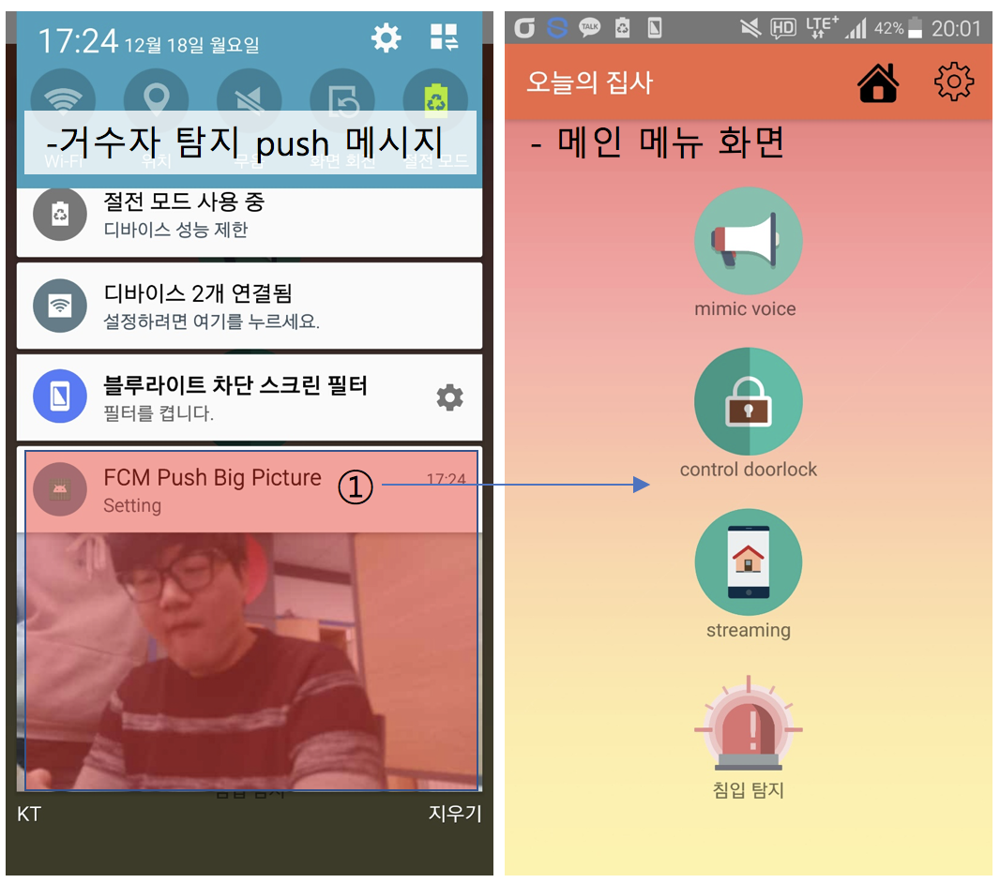 17:24 12월 18일 월요일
-거수자 탐지 push 메시지
Wi-Fi 위치 무음 화면 회전 절전 모드
절전 모드 사용 중
디바이스 성능 제한
디바이스 2개 연결됨
설정하려면 여기를 누르세요.
블루라이트 차단 스크린 필터
필터를 켭니다.
FCM Push Big Picture
①
17:24
Setting
침입 탐지
KT
지우기
TALK
HD
LTE+
42%
20:01
오늘의 집사
- 메인 메뉴 화면
mimic voice
control doorlock
streaming
침입 탐지